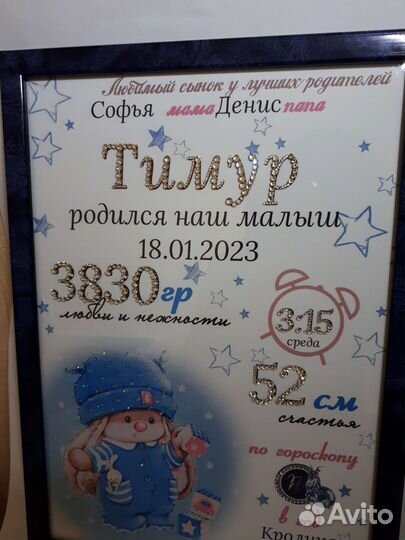 Любимый сынок у лучших родителей
Софья мама Денис папа
Тимур
родился наш малыш
18.01.2023
3830 гр
любви и нежности
3:15
среда
52 см
счастья
по гороскопу
в
Avito